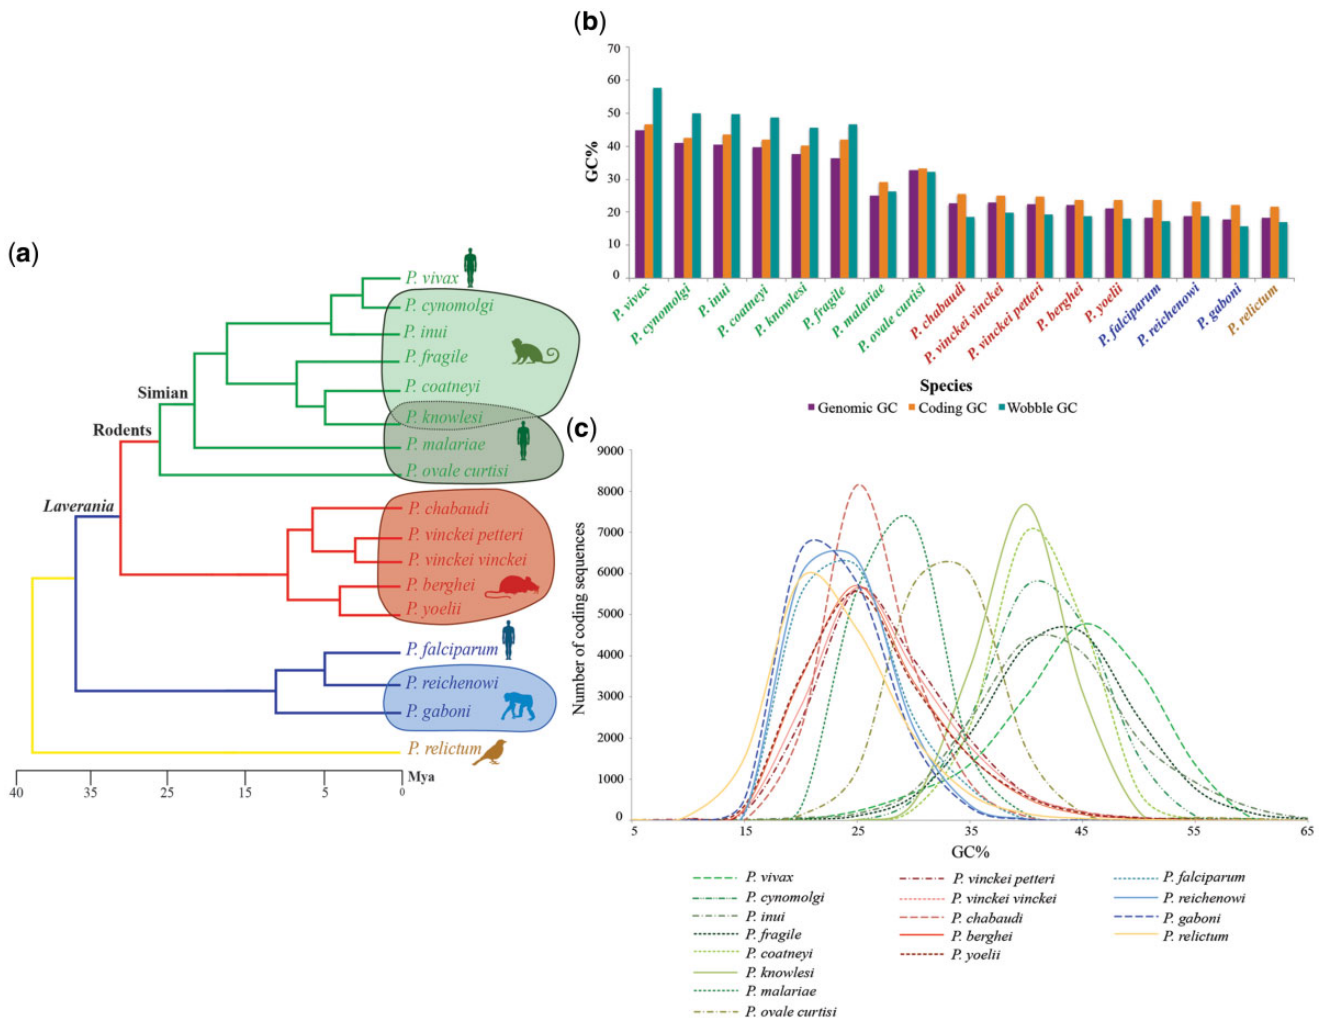 (b)
70
60
50
40
30
20
10
0
GC%
P. vivax
P. cynomolgi
P. inui
P. coatneyi
P. knowlesi
P. fragile
P. malariae
P. ovale curtisi
P. chabaudi
P. vinckei vinckei
P. vinckei petteri
P. berghei
P. yoelii
P. falciparum
P. reichenowi
P. gaboni
P. relictum
Species
Genomic GC Coding GC Wobble GC
(a)
P. vivax
P. cynomolgi
P. inui
P. fragile
P. coatneyi
Simian
P. knowlesi
Rodents
P. malariae
P. ovale curtisi
Laverania
P. chabaudi
P. vinckei petteri
P. vinckei vinckei
P. berghei
P. yoelii
P. falciparum
P. reichenowi
P. gaboni
P. relictum
Mya
40 35 25 15 5 0
(c)
9000
8000
7000
6000
5000
4000
3000
2000
1000
0
Number of coding sequences
5 15 25 35 45 55 65
GC%
P. vivax
P. cynomolgi
P. inui
P. fragile
P. coatneyi
P. knowlesi
P. malariae
P. ovale curtisi
P. vinckei petteri
P. vinckei vinckei
P. chabaudi
P. berghei
P. yoelii
P. falciparum
P. reichenowi
P. gaboni
P. relictum